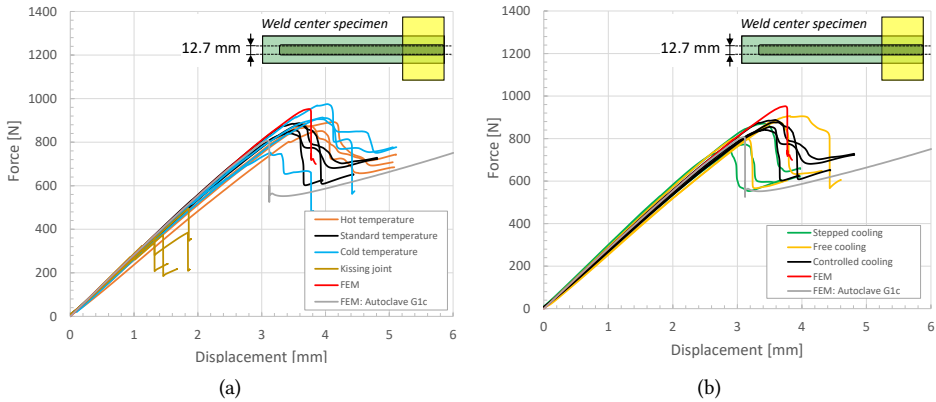 1400
1200
1000
800
600
400
200
0
Force [N]
Weld center specimen
12.7 mm
Hot temperature
Standard temperature
Cold temperature
Kissing joint
FEM
FEM: Autoclave G1c
0 1 2 3 4 5 6
Displacement [mm]
(a)
1400
1200
1000
800
600
400
200
0
Force [N]
Weld center specimen
12.7 mm
Stepped cooling
Free cooling
Controlled cooling
FEM
FEM: Autoclave G1c
0 1 2 3 4 5 6
Displacement [mm]
(b)